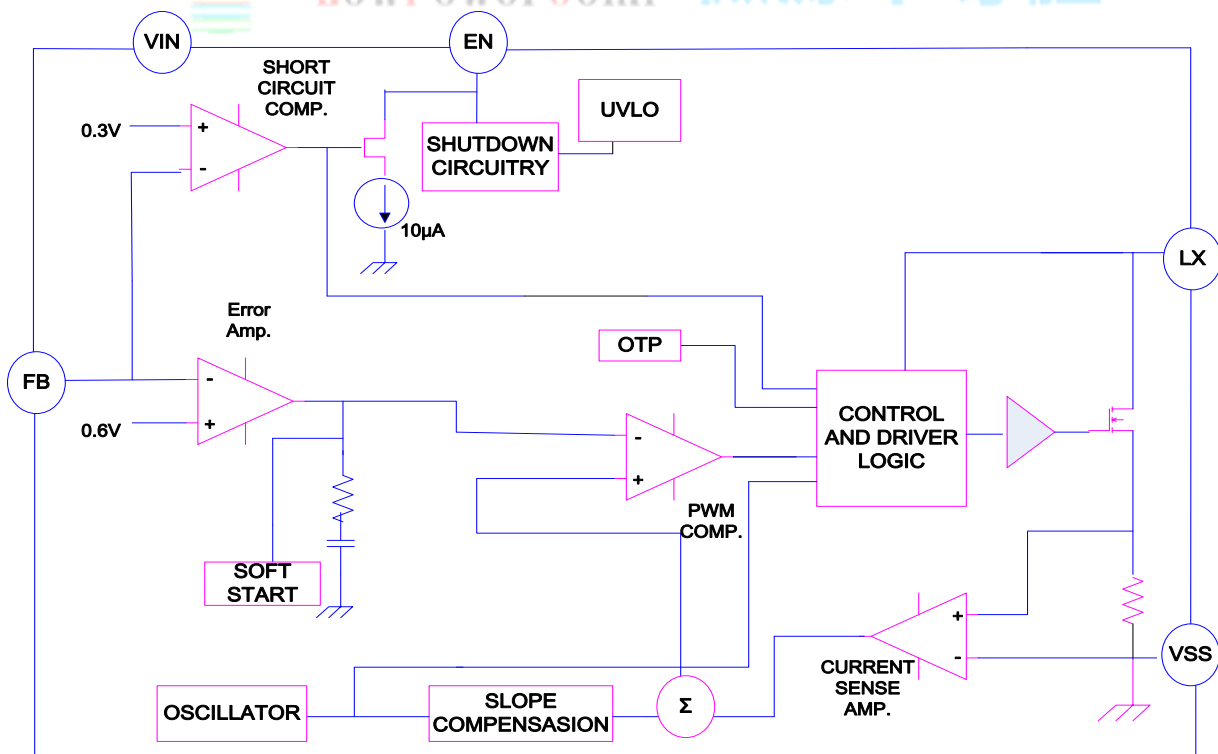 VIN
EN
SHORT
CIRCUIT
COMP.
UVLO
0.3V
+
-
SHUTDOWN
CIRCUITRY
10µA
LX
Error
Amp.
OTP
FB
-
+
0.6V
CONTROL
AND DRIVER
LOGIC
-
+
PWM
COMP.
SOFT
START
+
-
CURRENT
SENSE
AMP.
VSS
OSCILLATOR
SLOPE
COMPENSASION
Σ